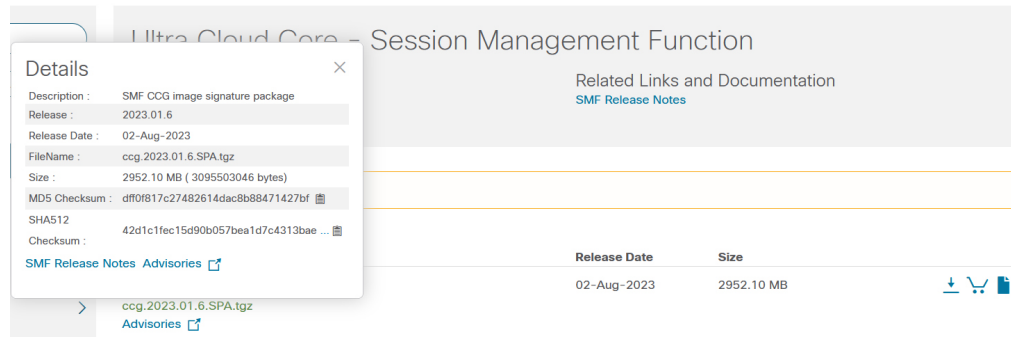 Ultra Cloud Core – Session Management Function
Details
Related Links and Documentation
SMF Release Notes
Description : SMF CCG image signature package
Release : 2023.01.6
Release Date : 02-Aug-2023
FileName : ccg.2023.01.6.SPA.tgz
Size : 2952.10 MB ( 3095503046 bytes)
MD5 Checksum : dff0f817c27482614dac8b88471427bf
SHA512
Checksum :
42d1c1fec15d90b057bea1d7c4313bae ...
SMF Release Notes Advisories
Release Date Size
02-Aug-2023 2952.10 MB
ccg.2023.01.6.SPA.tgz
Advisories